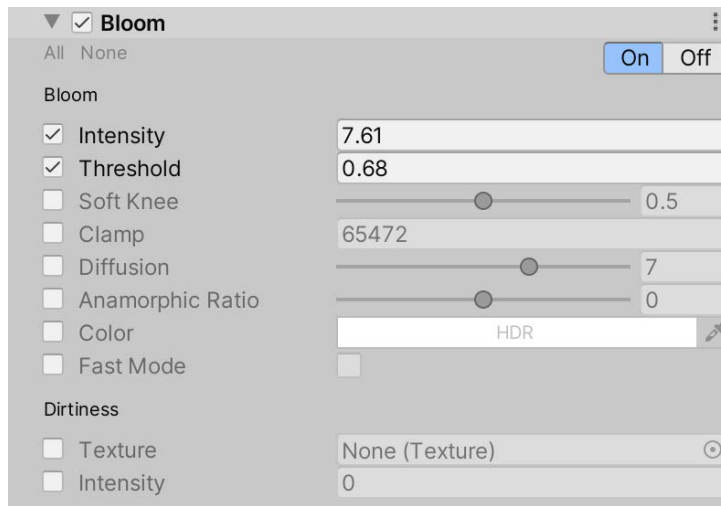 Bloom
All None
On Off
Bloom
Intensity 7.61
Threshold 0.68
Soft Knee 0.5
Clamp 65472
Diffusion 7
Anamorphic Ratio 0
Color HDR
Fast Mode
Dirtiness
Texture None (Texture)
Intensity 0